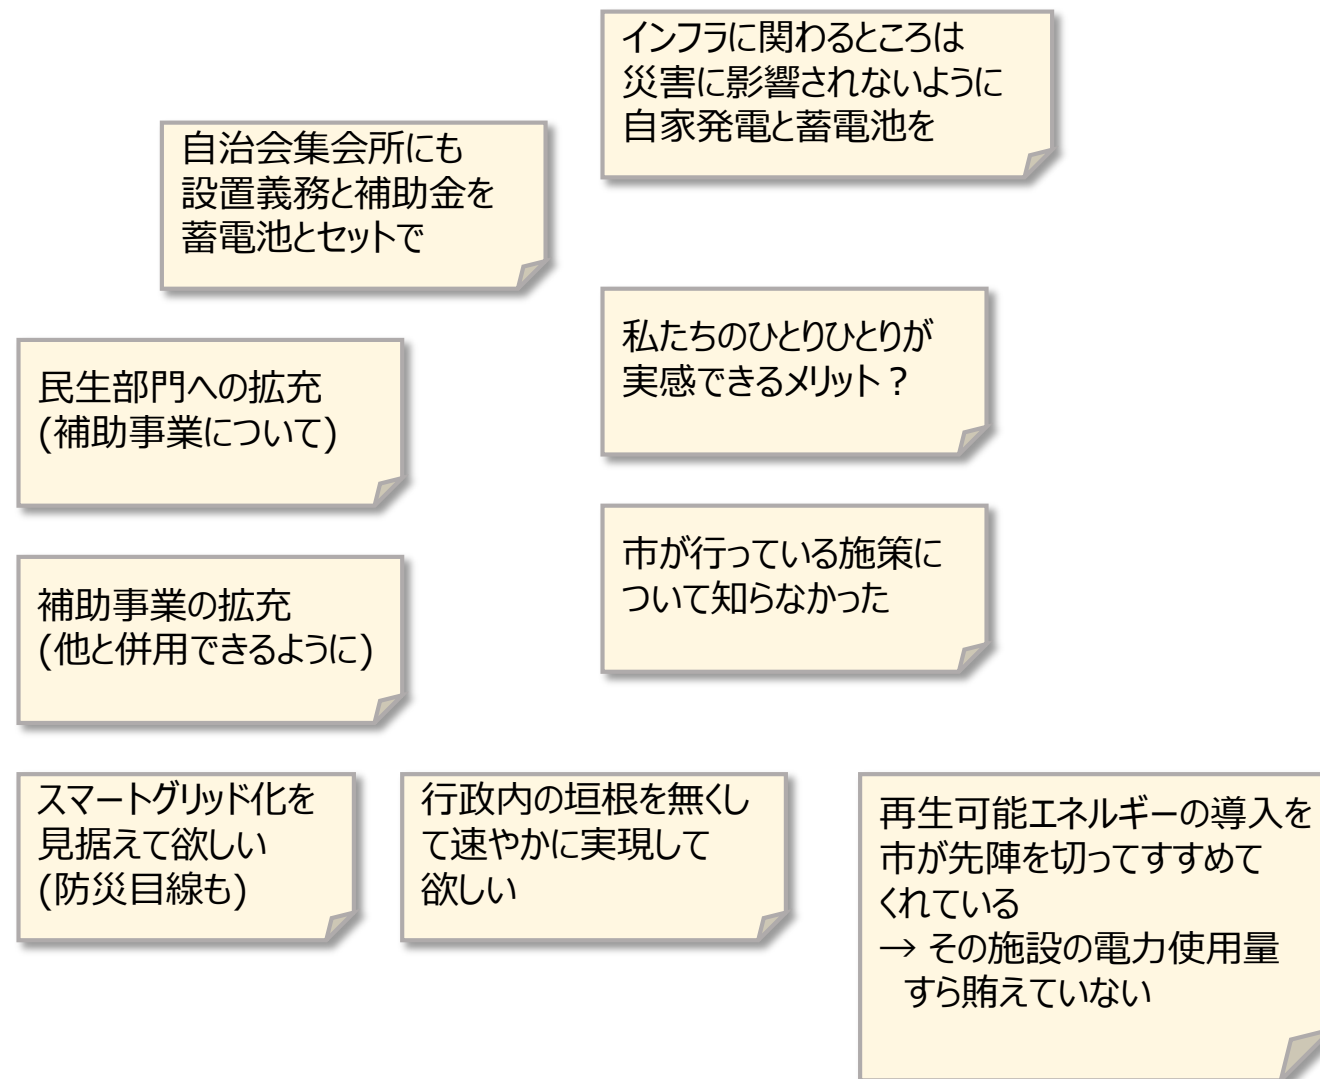 インフラに関わるところは
災害に影響されないように
自家発電と蓄電池を
自治会集会所にも
設置義務と補助金を
蓄電池とセットで
私たちのひとりひとりが
実感できるメリット？
民生部門への拡充
(補助事業について)
市が行っている施策に
ついて知らなかった
補助事業の拡充
(他と併用できるように)
スマートグリッド化を
見据えて欲しい
(防災目線も)
行政内の垣根を無くし
て速やかに実現して
欲しい
再生可能エネルギーの導入を
市が先陣を切ってすすめて
くれている
→ その施設の電力使用量
すら賄えていない